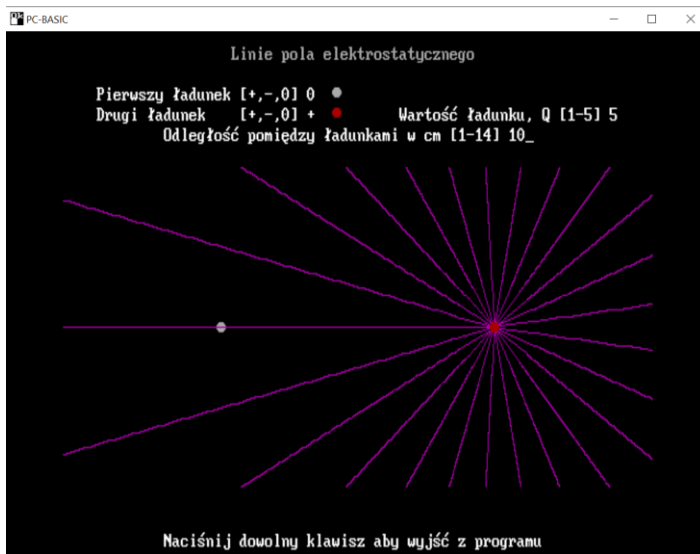 PC-BASIC
Linie pola elektrostatycznego
Pierwszy ładunek [+,-,0] 0
Drugi ładunek [+,-,0] + Wartość ładunku, Q [1-5] 5
Odległość pomiędzy ładunkami w cm [1-14] 10_
Naciśnij dowolny klawisz aby wyjść z programu